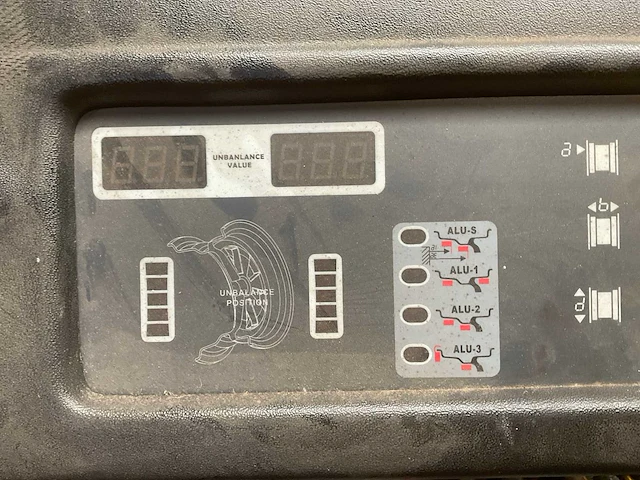 UNBANLANCE
VALUE
ALU-S
ALU-1
UNBALANCE
POSITION
ALU-2
ALU-3
a
b
d